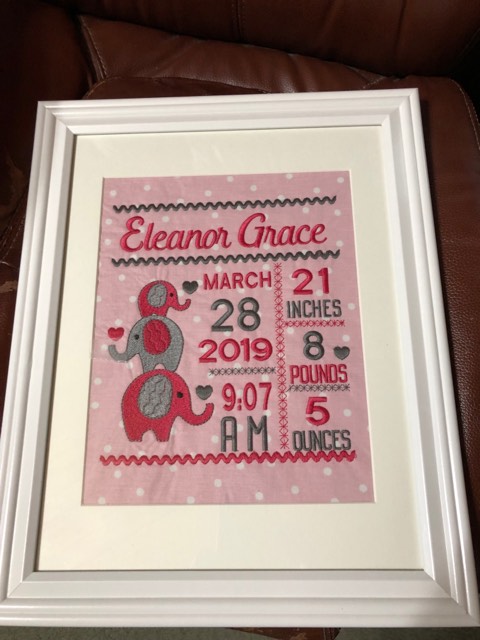 Eleanor Grace
MARCH
28
2019
9:07
AM
21
INCHES
8
POUNDS
5
OUNCES